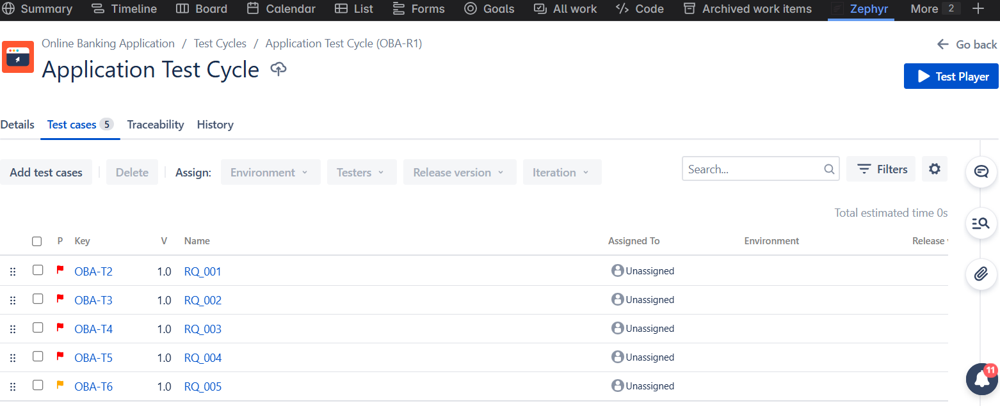 Summary Timeline Board Calendar List Forms Goals All work Code Archived work items Zephyr More 2
Online Banking Application / Test Cycles / Application Test Cycle (OBA-R1)
Go back
Application Test Cycle
Test Player
Details Test cases 5 Traceability History
Add test cases Delete Assign: Environment Testers Release version Iteration Search... Filters
Total estimated time 0s
P Key V Name Assigned To Environment Release
OBA-T2 1.0 RQ_001 Unassigned
OBA-T3 1.0 RQ_002 Unassigned
OBA-T4 1.0 RQ_003 Unassigned
OBA-T5 1.0 RQ_004 Unassigned
11
OBA-T6 1.0 RQ_005 Unassigned